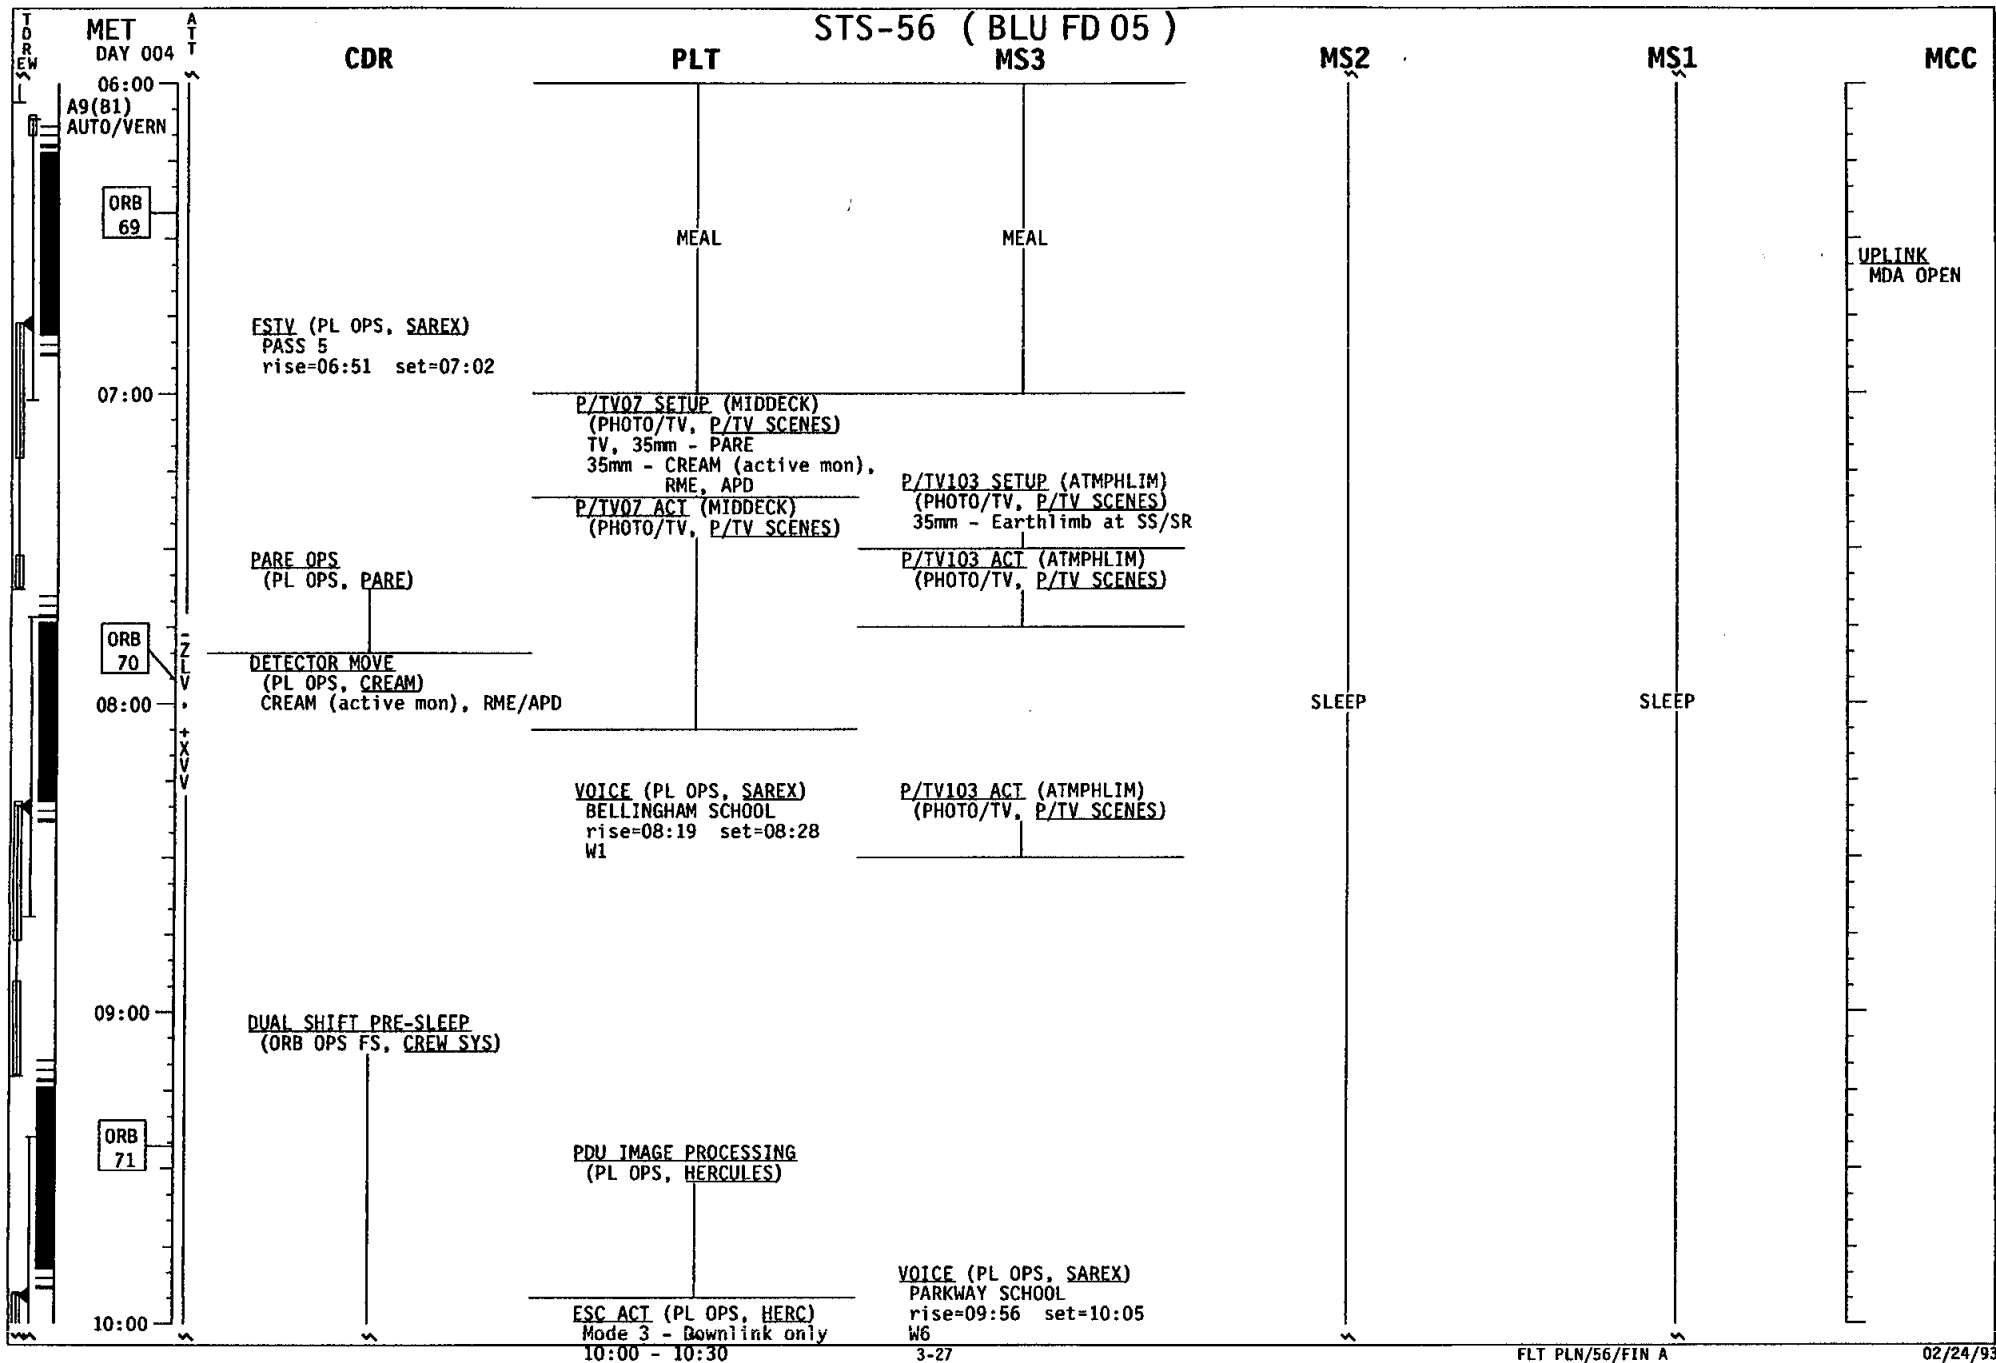 STS-56 ( BLU FD 05 )
TDREW
MET
DAY 004
ATT
CDR
PLT
MS3
MS2
MS1
MCC
06:00
A9(B1)
AUTO/VERN
ORB
69
MEAL
MEAL
UPLINK
MDA OPEN
FSTV (PL OPS, SAREX)
PASS 5
rise=06:51 set=07:02
07:00
P/TV07 SETUP (MIDDECK)
(PHOTO/TV, P/TV SCENES)
TV, 35mm - PARE
35mm - CREAM (active mon),
RME, APD
P/TV07 ACT (MIDDECK)
(PHOTO/TV, P/TV SCENES)
P/TV103 SETUP (ATMPHLIM)
(PHOTO/TV, P/TV SCENES)
35mm - Earthlimb at SS/SR
P/TV103 ACT (ATMPHLIM)
(PHOTO/TV, P/TV SCENES)
PARE OPS
(PL OPS, PARE)
ORB
70
-ZLV, +XVV
DETECTOR MOVE
(PL OPS, CREAM)
CREAM (active mon), RME/APD
08:00
SLEEP
SLEEP
VOICE (PL OPS, SAREX)
BELLINGHAM SCHOOL
rise=08:19 set=08:28
W1
P/TV103 ACT (ATMPHLIM)
(PHOTO/TV, P/TV SCENES)
09:00
DUAL SHIFT PRE-SLEEP
(ORB OPS FS, CREW SYS)
ORB
71
PDU IMAGE PROCESSING
(PL OPS, HERCULES)
VOICE (PL OPS, SAREX)
PARKWAY SCHOOL
rise=09:56 set=10:05
W6
10:00
ESC ACT (PL OPS, HERC)
Mode 3 - Downlink only
10:00 - 10:30
3-27
FLT PLN/56/FIN A
02/24/93